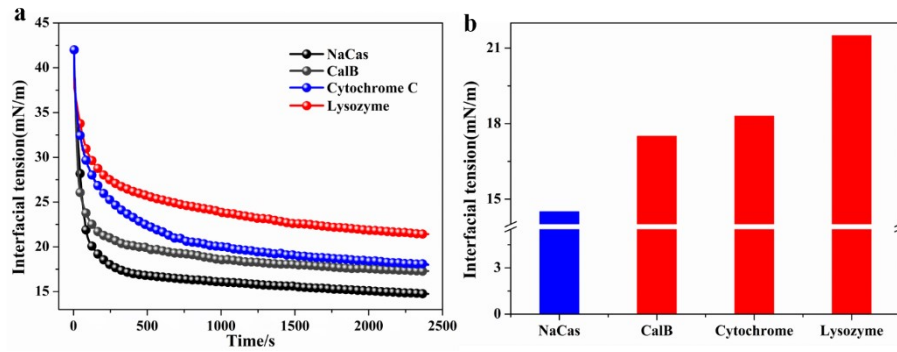 a
45
40
35
30
25
20
15
Interfacial tension(mN/m)
NaCas
CalB
Cytochrome C
Lysozyme
0
500
1000
1500
2000
2500
Time/s
b
21
18
15
3
0
Interfacial tension(mN/m)
NaCas
CalB
Cytochrome
Lysozyme